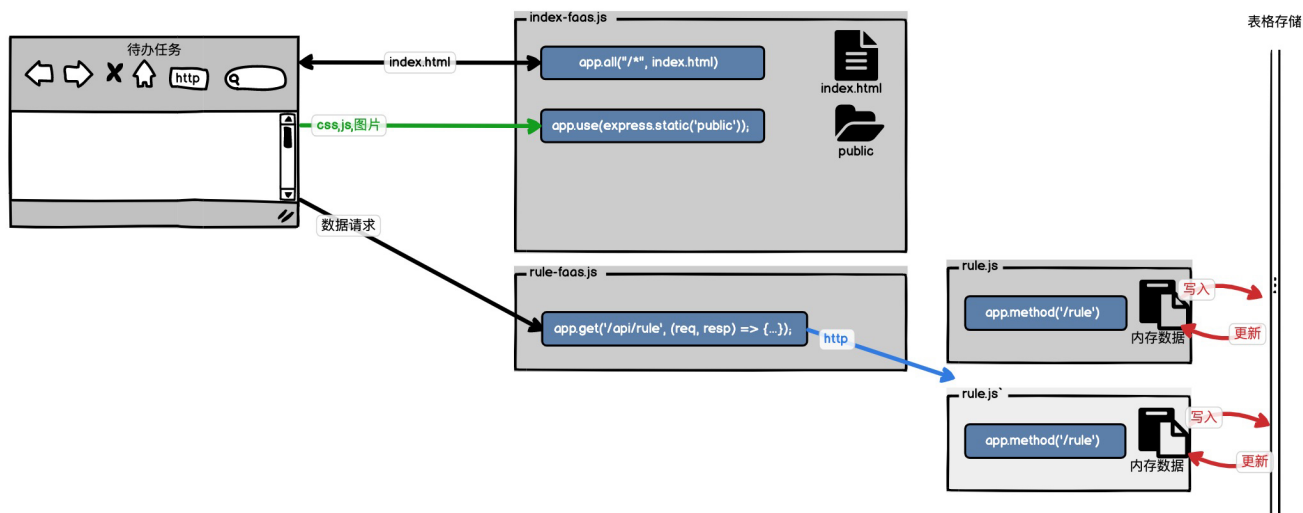 index-faas.js
表格存储
待办任务
http
index.html
app.all("/*", index.html)
index.html
css,js,图片
app.use(express.static('public'));
public
数据请求
rule-faas.js
app.get('/api/rule', (req, resp) => {...});
http
rule.js
app.method('/rule')
写入
更新
内存数据
rule.js`
app.method('/rule')
写入
更新
内存数据